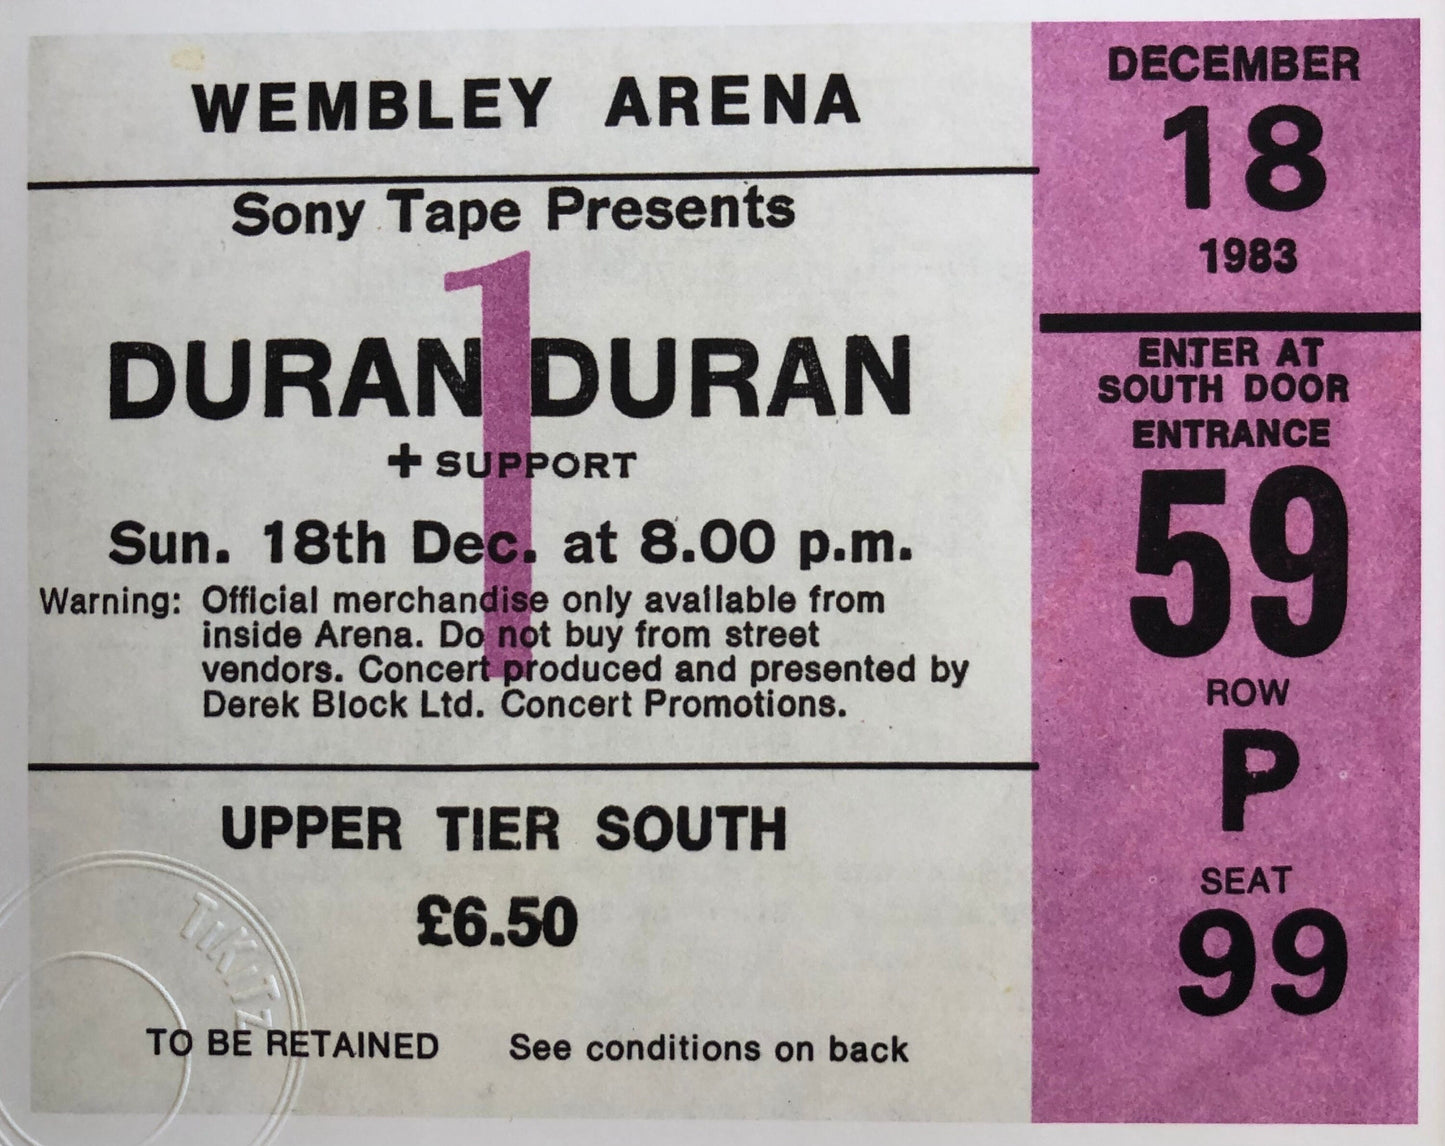 WEMBLEY ARENA
Sony Tape Presents
1
DURAN DURAN
+ SUPPORT
Sun. 18th Dec. at 8.00 p.m.
Warning: Official merchandise only available from
inside Arena. Do not buy from street
vendors. Concert produced and presented by
Derek Block Ltd. Concert Promotions.
UPPER TIER SOUTH
£6.50
TO BE RETAINED See conditions on back
TiKiTZ
DECEMBER
18
1983
ENTER AT
SOUTH DOOR
ENTRANCE
59
ROW
P
SEAT
99